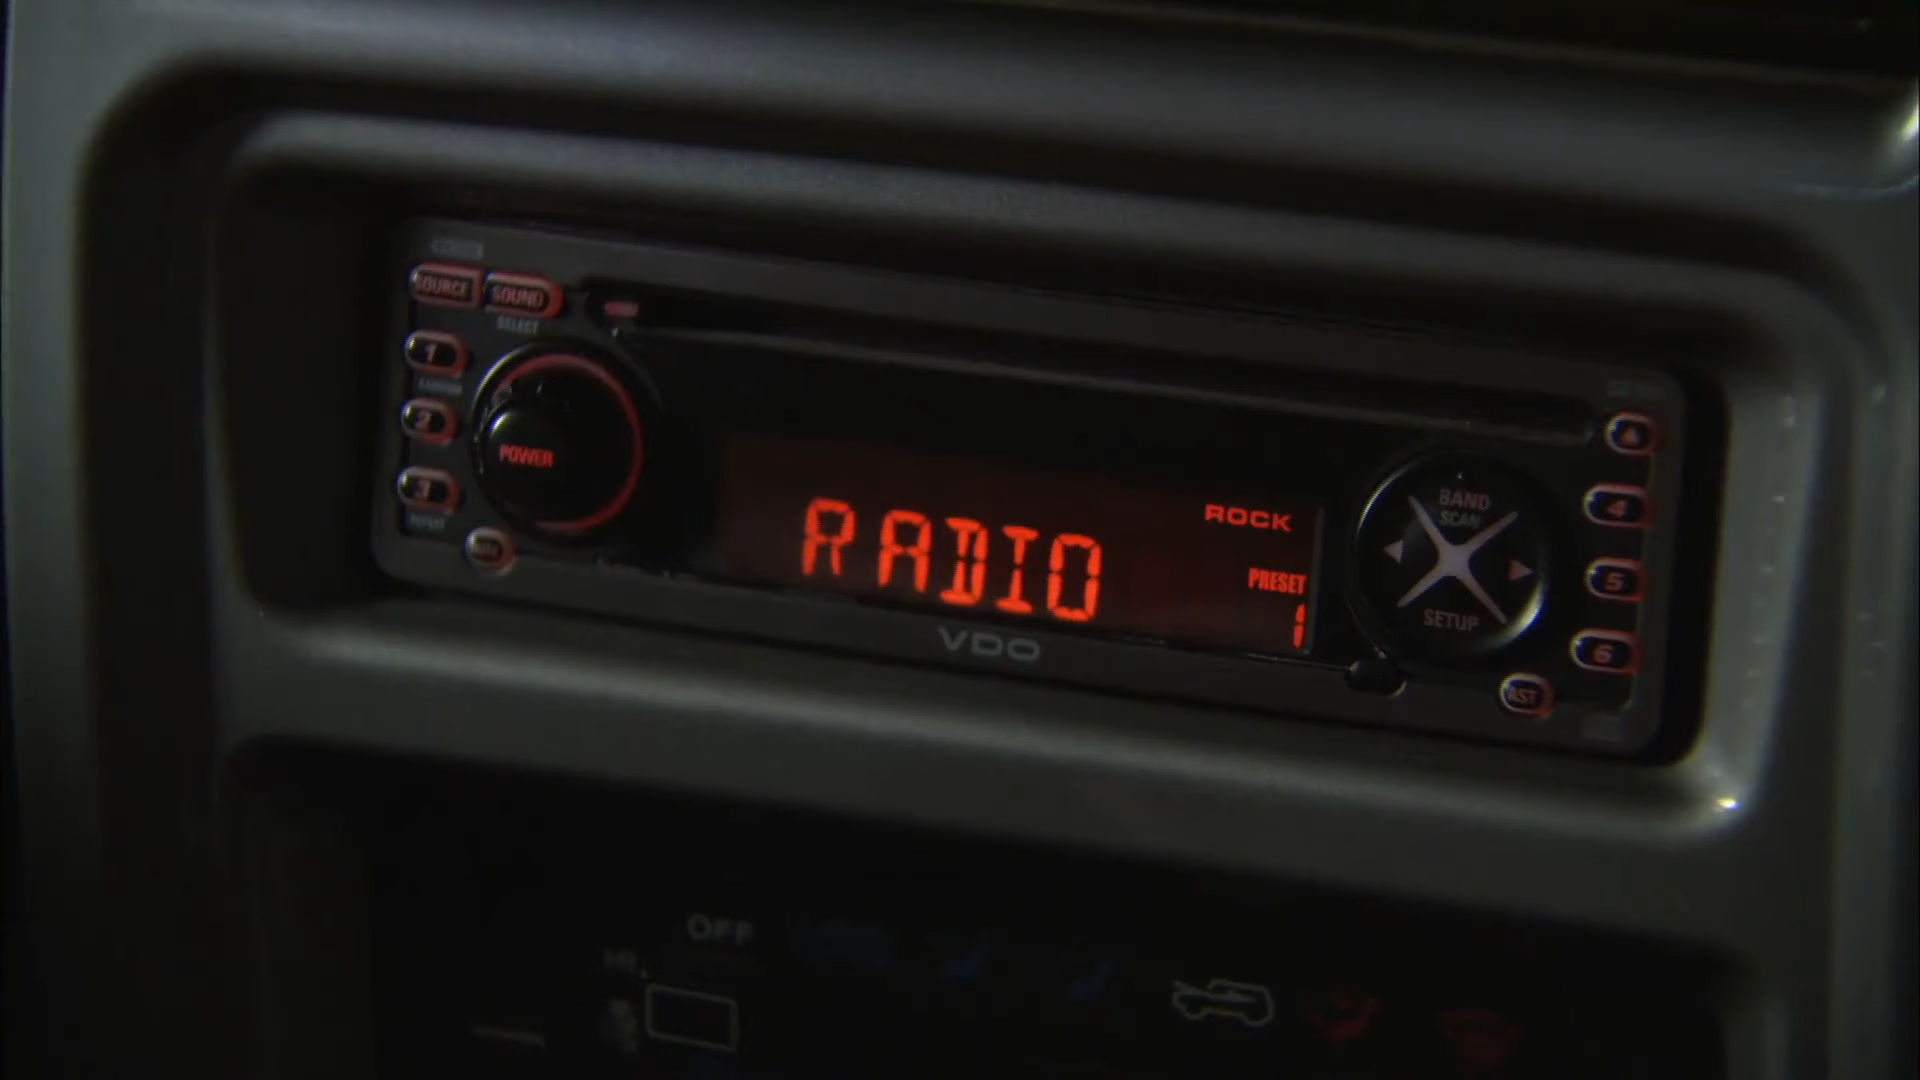 SOURCE
SOUND
SELECT
1
2
3
POWER
RADIO
ROCK
PRESET
1
VDO
BAND
SCAN
SETUP
4
5
6
AST
OFF